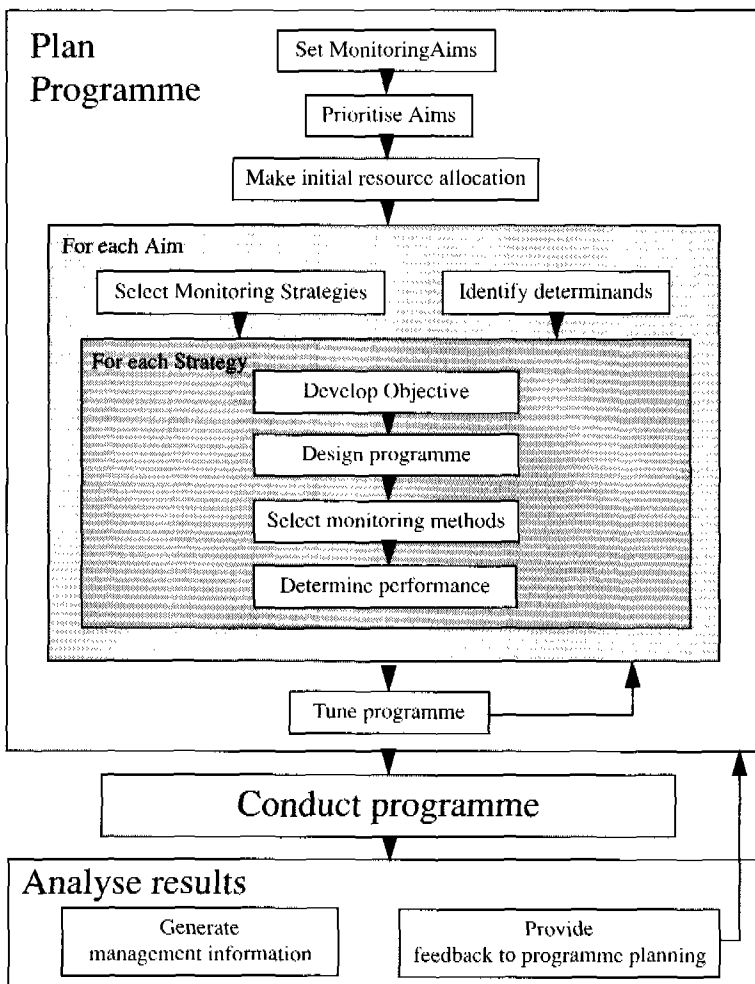 Plan
Programme
Set MonitoringAims
Prioritise Aims
Make initial resource allocation
For each Aim
Select Monitoring Strategies
Identify determinands
For each Strategy
Develop Objective
Design programme
Select monitoring methods
Determine performance
Tune programme
Conduct programme
Analyse results
Generate
management information
Provide
feedback to programme planning